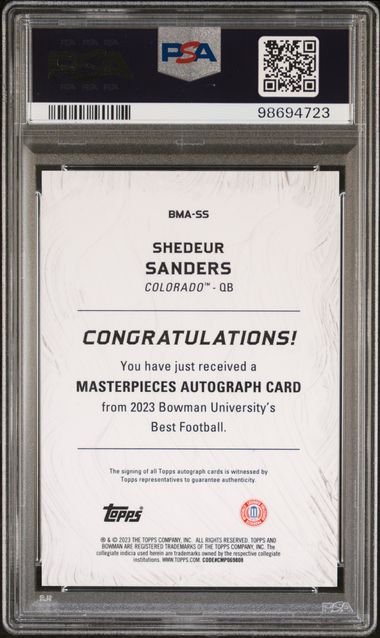 PSA
98694723
BMA-SS
SHEDEUR
SANDERS
COLORADO™ - QB
CONGRATULATIONS!
You have just received a
MASTERPIECES AUTOGRAPH CARD
from 2023 Bowman University's
Best Football.
The signing of all Topps autograph cards is witnessed by
Topps representatives to guarantee authenticity.
Topps
® & © 2023 THE TOPPS COMPANY, INC. ALL RIGHTS RESERVED. TOPPS AND
BOWMAN ARE REGISTERED TRADEMARKS OF THE TOPPS COMPANY, INC. The
collegiate indicia used herein are trademarks owned by the respective collegiate
institutions. WWW.TOPPS.COM. CODE#CMP069808
PSA